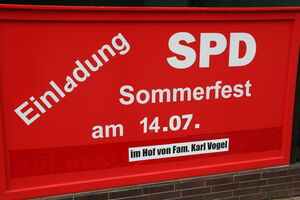 Einladung
SPD
Sommerfest
am 14.07.
im Hof von Fam. Karl Vogel